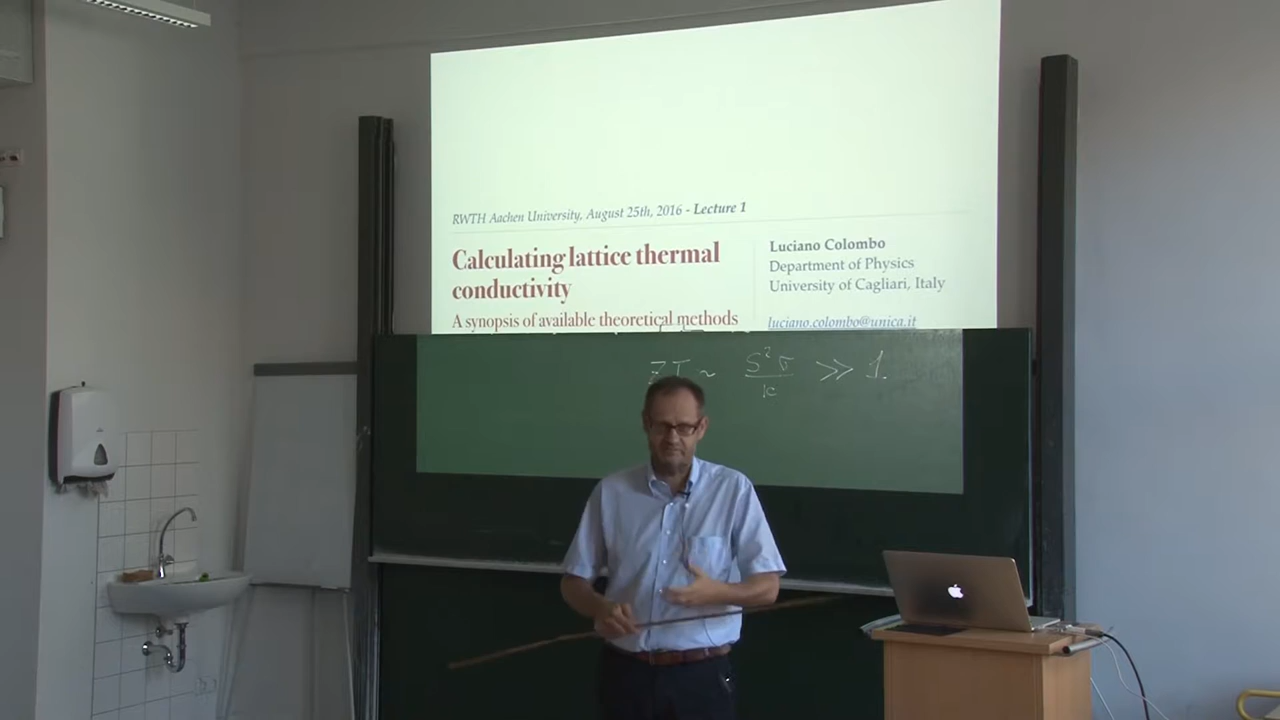 RWTH Aachen University, August 25th, 2016 - Lecture 1
Calculating lattice thermal
conductivity
A synopsis of available theoretical methods
Luciano Colombo
Department of Physics
University of Cagliari, Italy
luciano.colombo@unica.it
ZT ~ S²σ / κ ≫ 1.